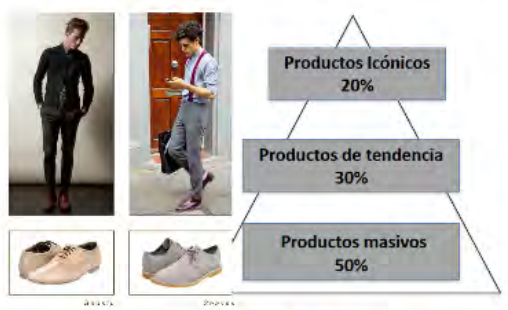 Productos Icónicos
20%
Productos de tendencia
30%
Productos masivos
50%